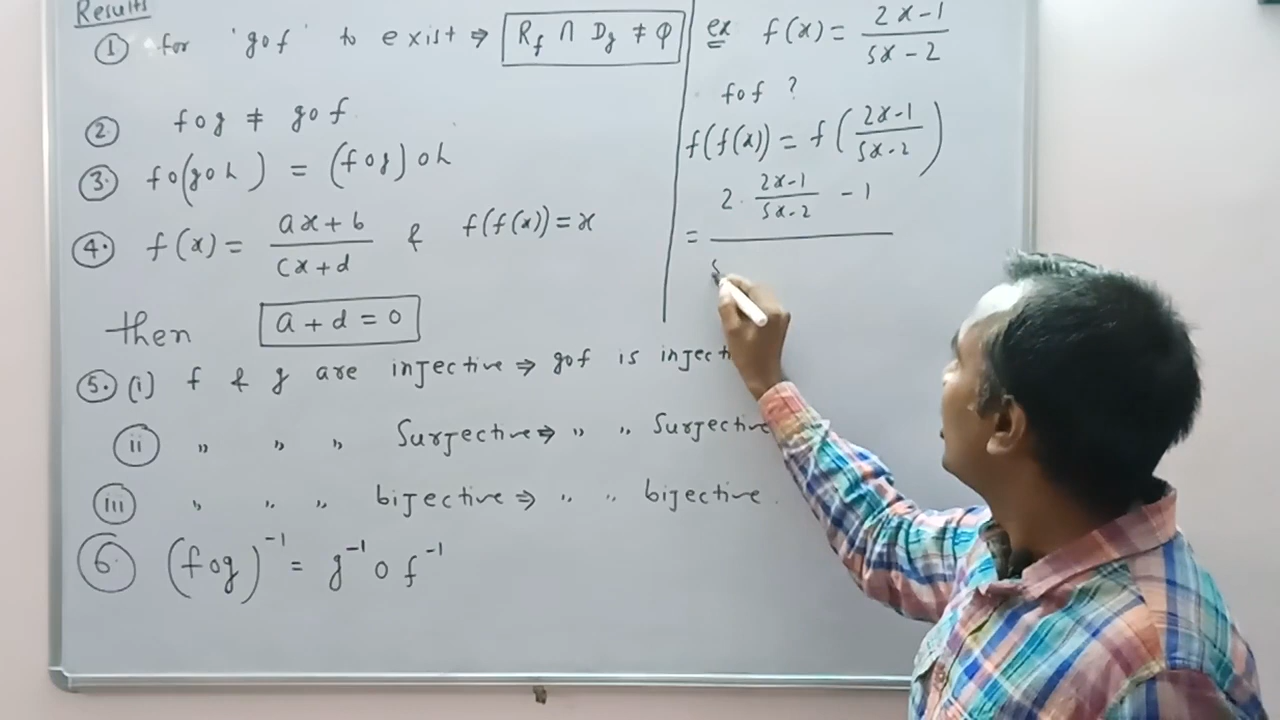 Results
① for 'gof' to exist ⇒ R_f ∩ D_g ≠ φ
②. fog ≠ gof
③. fo(goh) = (fog)oh
④. f(x) = (ax+b)/(cx+d) & f(f(x)) = x
then a + d = 0
⑤. (i) f & g are injective ⇒ gof is injecti
(ii) " " " Surjective ⇒ " " Surjective
(iii) " " " bijective ⇒ " " bijective.
⑥. (fog)⁻¹ = g⁻¹ o f⁻¹
ex f(x) = (2x-1)/(5x-2)
fof ?
f(f(x)) = f((2x-1)/(5x-2))
= 2·(2x-1)/(5x-2) - 1
5